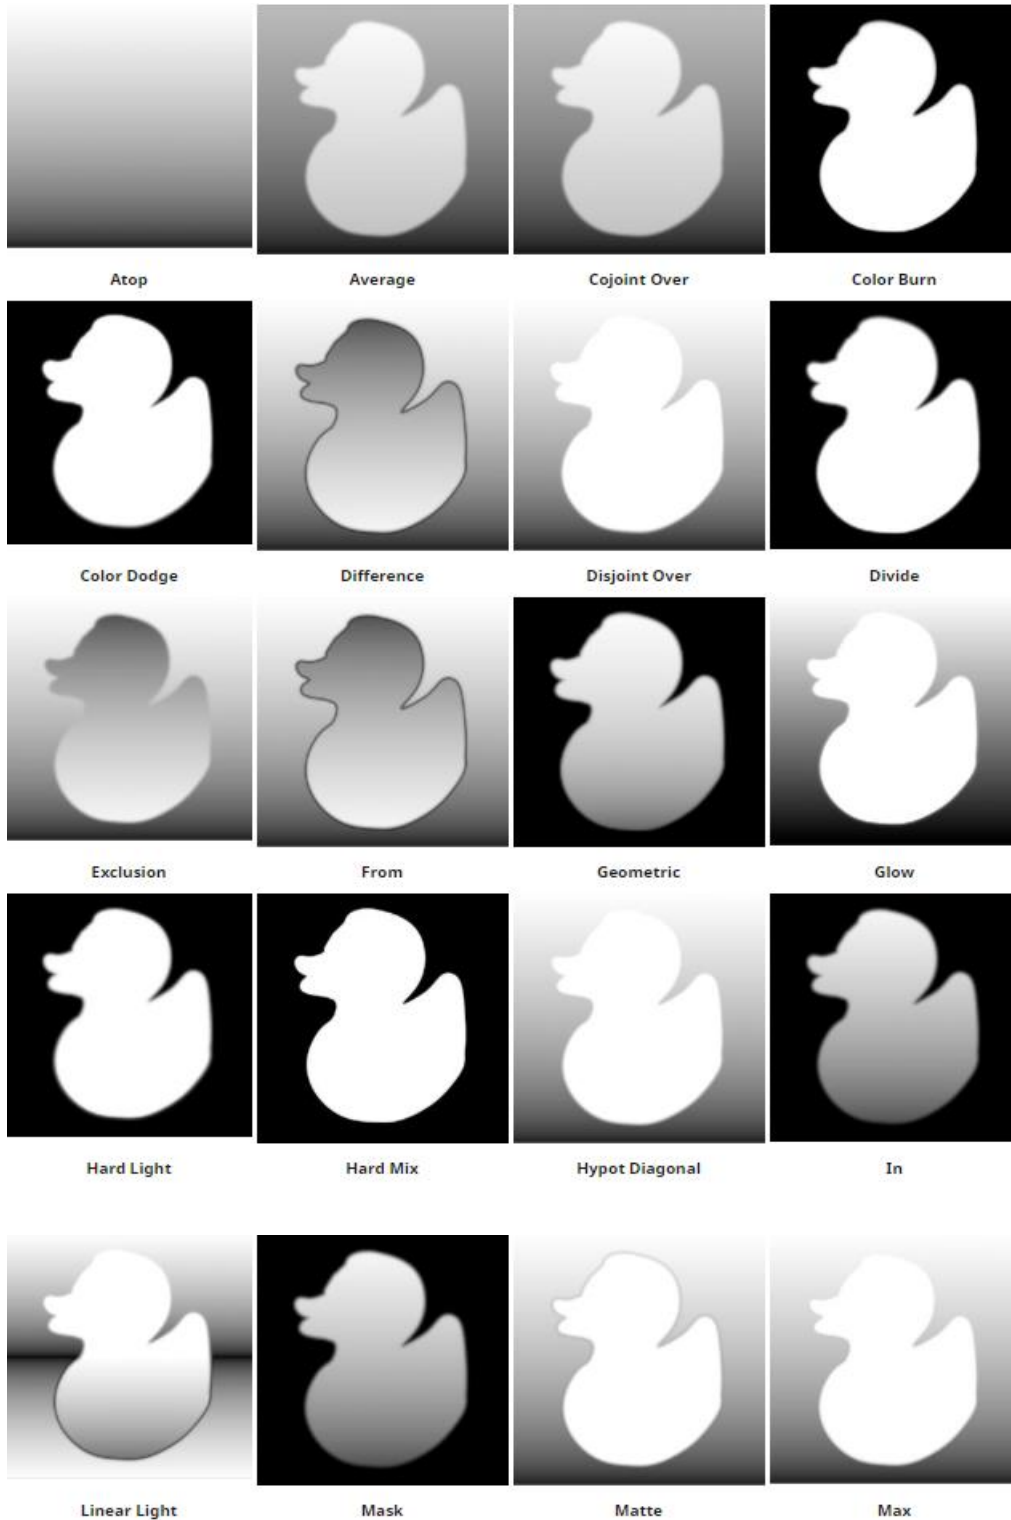 Atop
Average
Cojoint Over
Color Burn
Color Dodge
Difference
Disjoint Over
Divide
Exclusion
From
Geometric
Glow
Hard Light
Hard Mix
Hypot Diagonal
In
Linear Light
Mask
Matte
Max